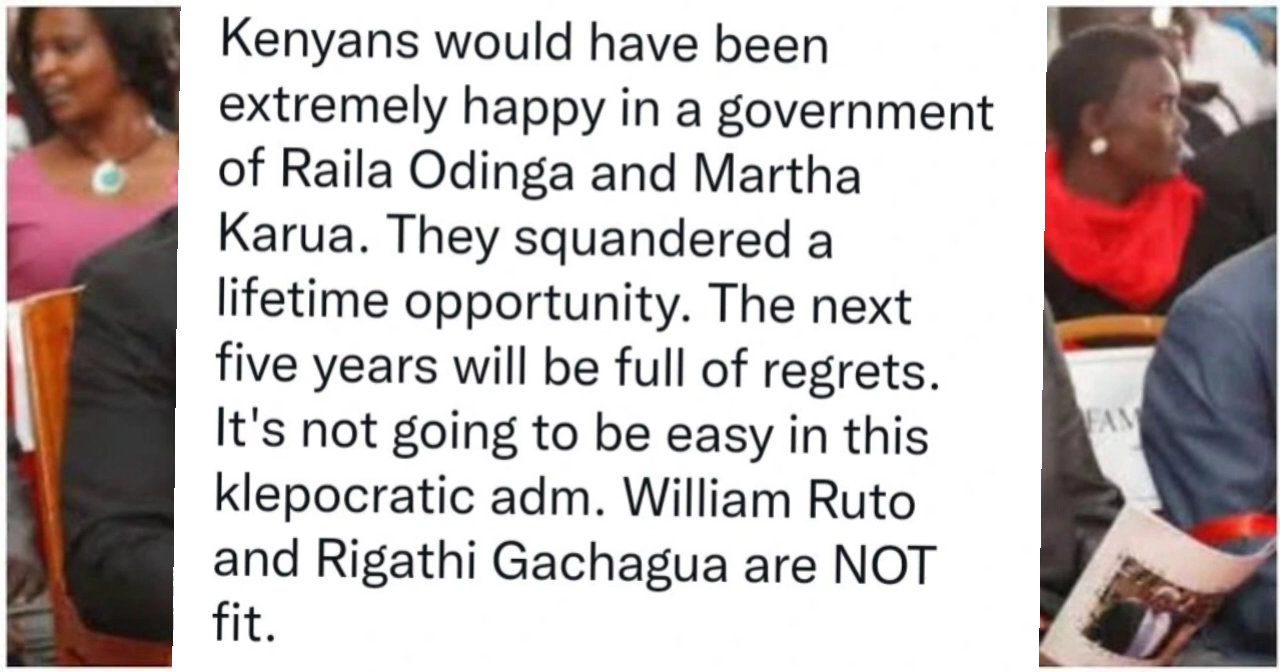 Kenyans would have been
extremely happy in a government
of Raila Odinga and Martha
Karua. They squandered a
lifetime opportunity. The next
five years will be full of regrets.
It's not going to be easy in this
klepocratic adm. William Ruto
and Rigathi Gachagua are NOT
fit.
FAM